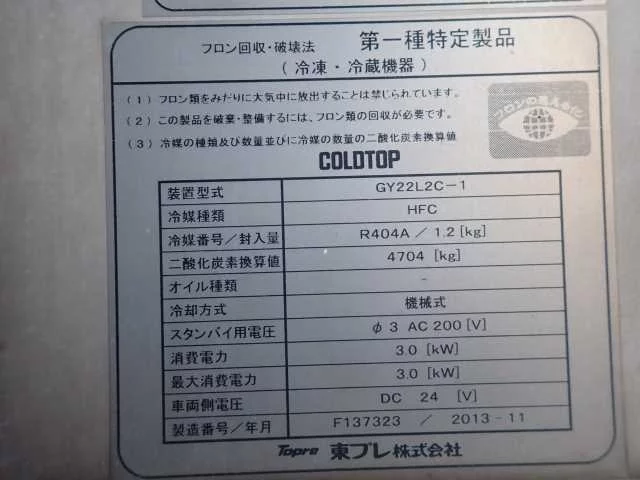 フロン回収・破壊法 第一種特定製品
(冷凍・冷蔵機器)
(1) フロン類をみだりに大気中に放出することは禁じられています。
(2) この製品を廃棄・整備するには、フロン類の回収が必要です。
(3) 冷媒の種類及び数量並びに冷媒の数量の二酸化炭素換算値
フロンの見える化
COLDTOP
装置型式 GY22L2C-1
冷媒種類 HFC
冷媒番号/封入量 R404A / 1.2 [kg]
二酸化炭素換算値 4704 [kg]
オイル種類 -
冷却方式 機械式
スタンバイ用電圧 φ3 AC 200 [V]
消費電力 3.0 [kW]
最大消費電力 3.0 [kW]
車両側電圧 DC 24 [V]
製造番号/年月 F137323 / 2013-11
Topre 東プレ株式会社